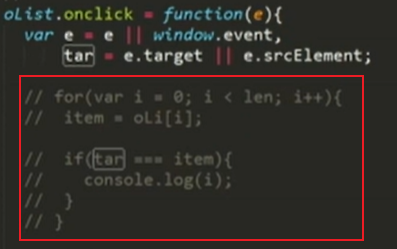 oList.onclick = function(e){
var e = e || window.event,
tar = e.target || e.srcElement;
// for(var i = 0; i < len; i++){
// item = oLi[i];
// if(tar === item){
// console.log(i);
// }
// }